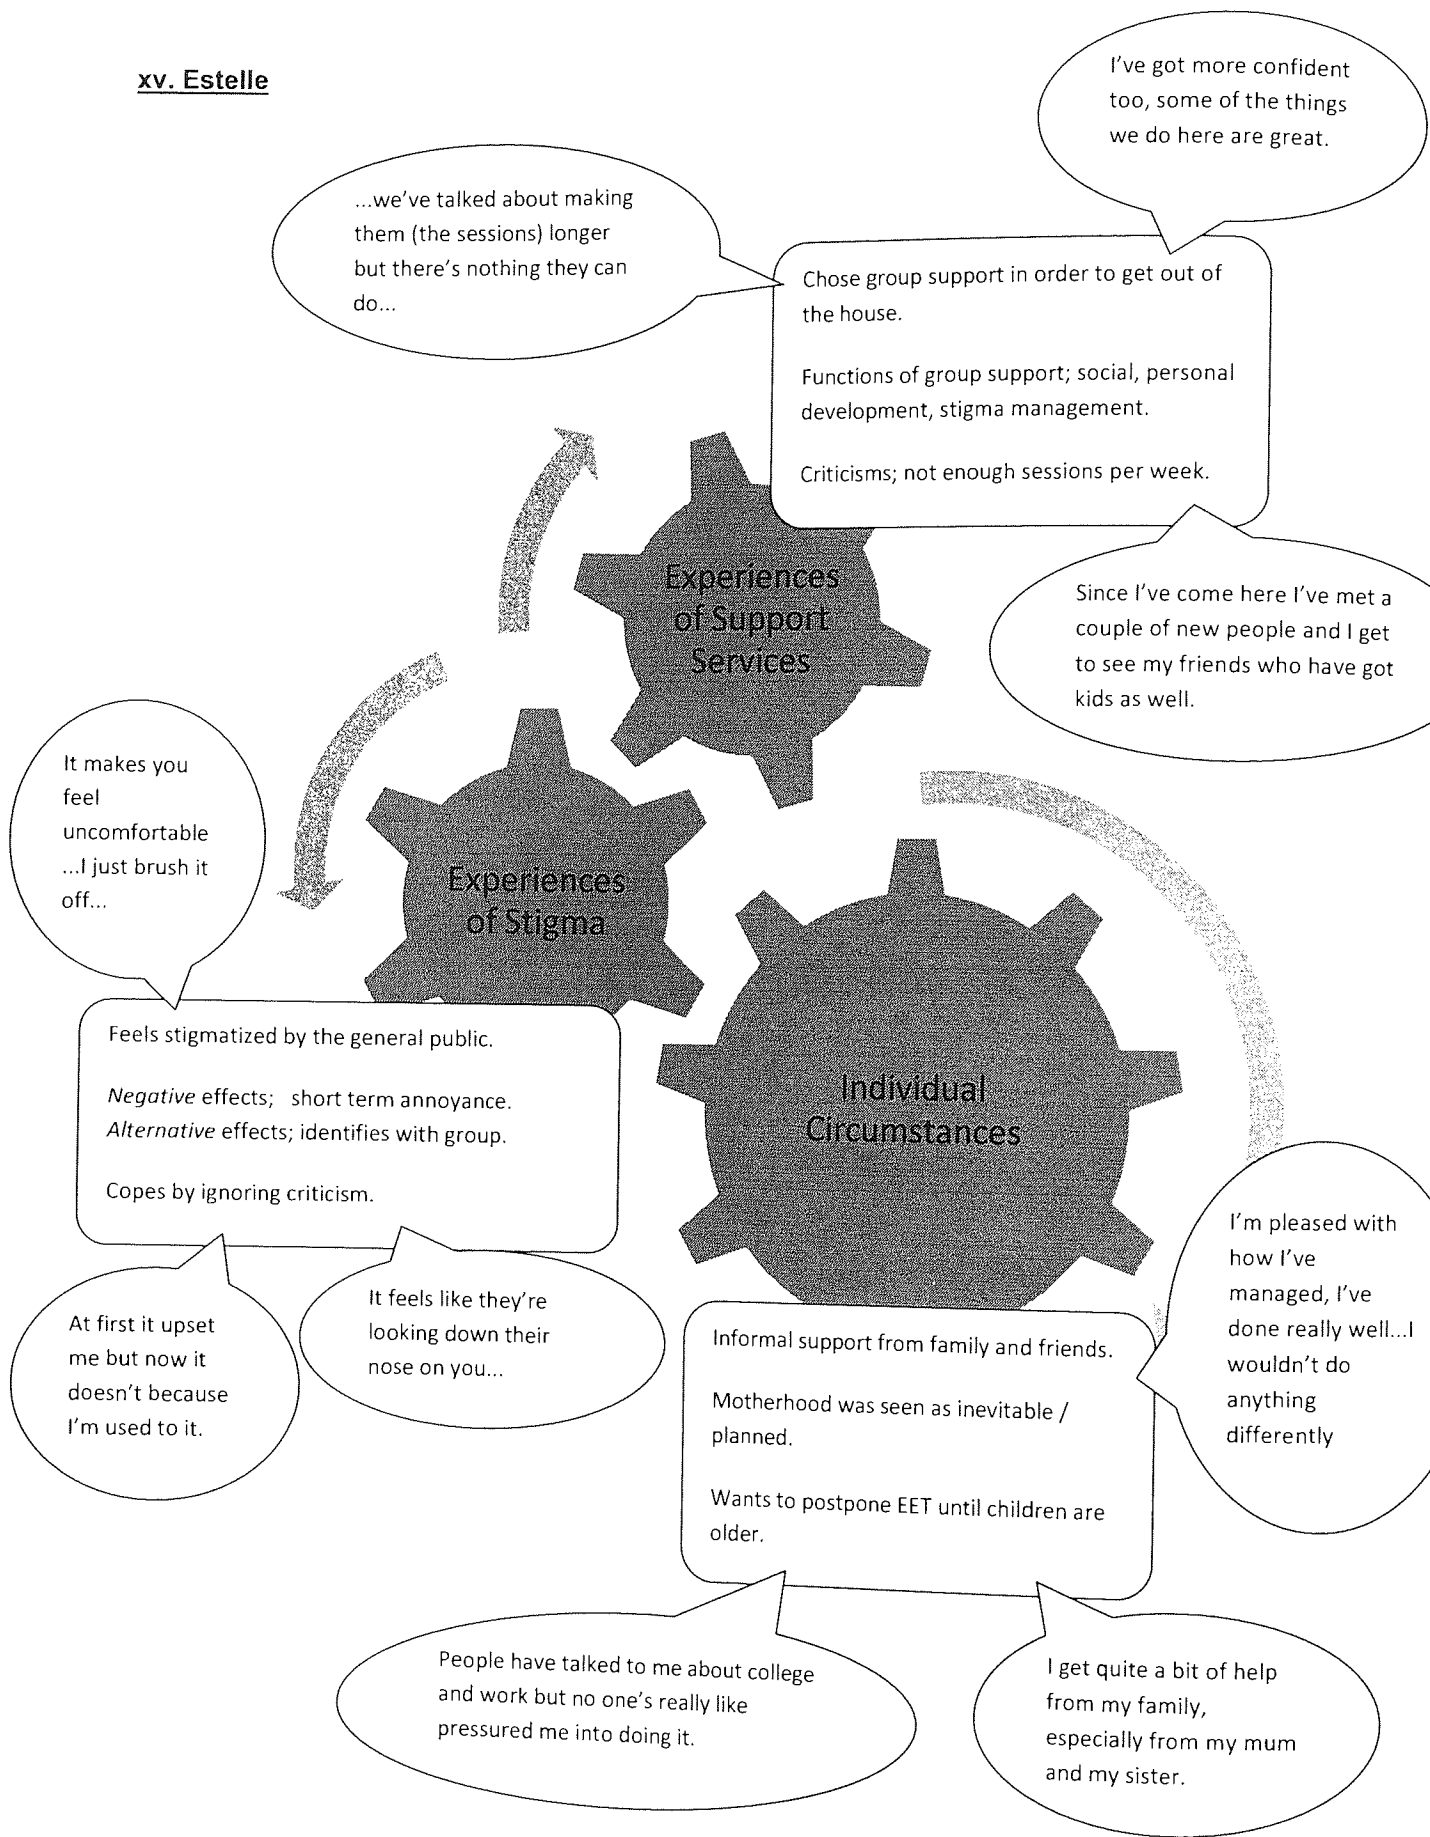 xv. Estelle
I've got more confident
too, some of the things
we do here are great.
...we've talked about making
them (the sessions) longer
but there's nothing they can
do...
Chose group support in order to get out of
the house.
Functions of group support; social, personal
development, stigma management.
Criticisms; not enough sessions per week.
Experiences
of Support
Services
Since I've come here I've met a
couple of new people and I get
to see my friends who have got
kids as well.
It makes you
feel
uncomfortable
...I just brush it
off...
Experiences
of Stigma
Feels stigmatized by the general public.
Negative effects;   short term annoyance.
Alternative effects; identifies with group.
Copes by ignoring criticism.
At first it upset
me but now it
doesn't because
I'm used to it.
It feels like they're
looking down their
nose on you...
Individual
Circumstances
I'm pleased with
how I've
managed, I've
done really well...I
wouldn't do
anything
differently
Informal support from family and friends.
Motherhood was seen as inevitable /
planned.
Wants to postpone EET until children are
older.
People have talked to me about college
and work but no one's really like
pressured me into doing it.
I get quite a bit of help
from my family,
especially from my mum
and my sister.